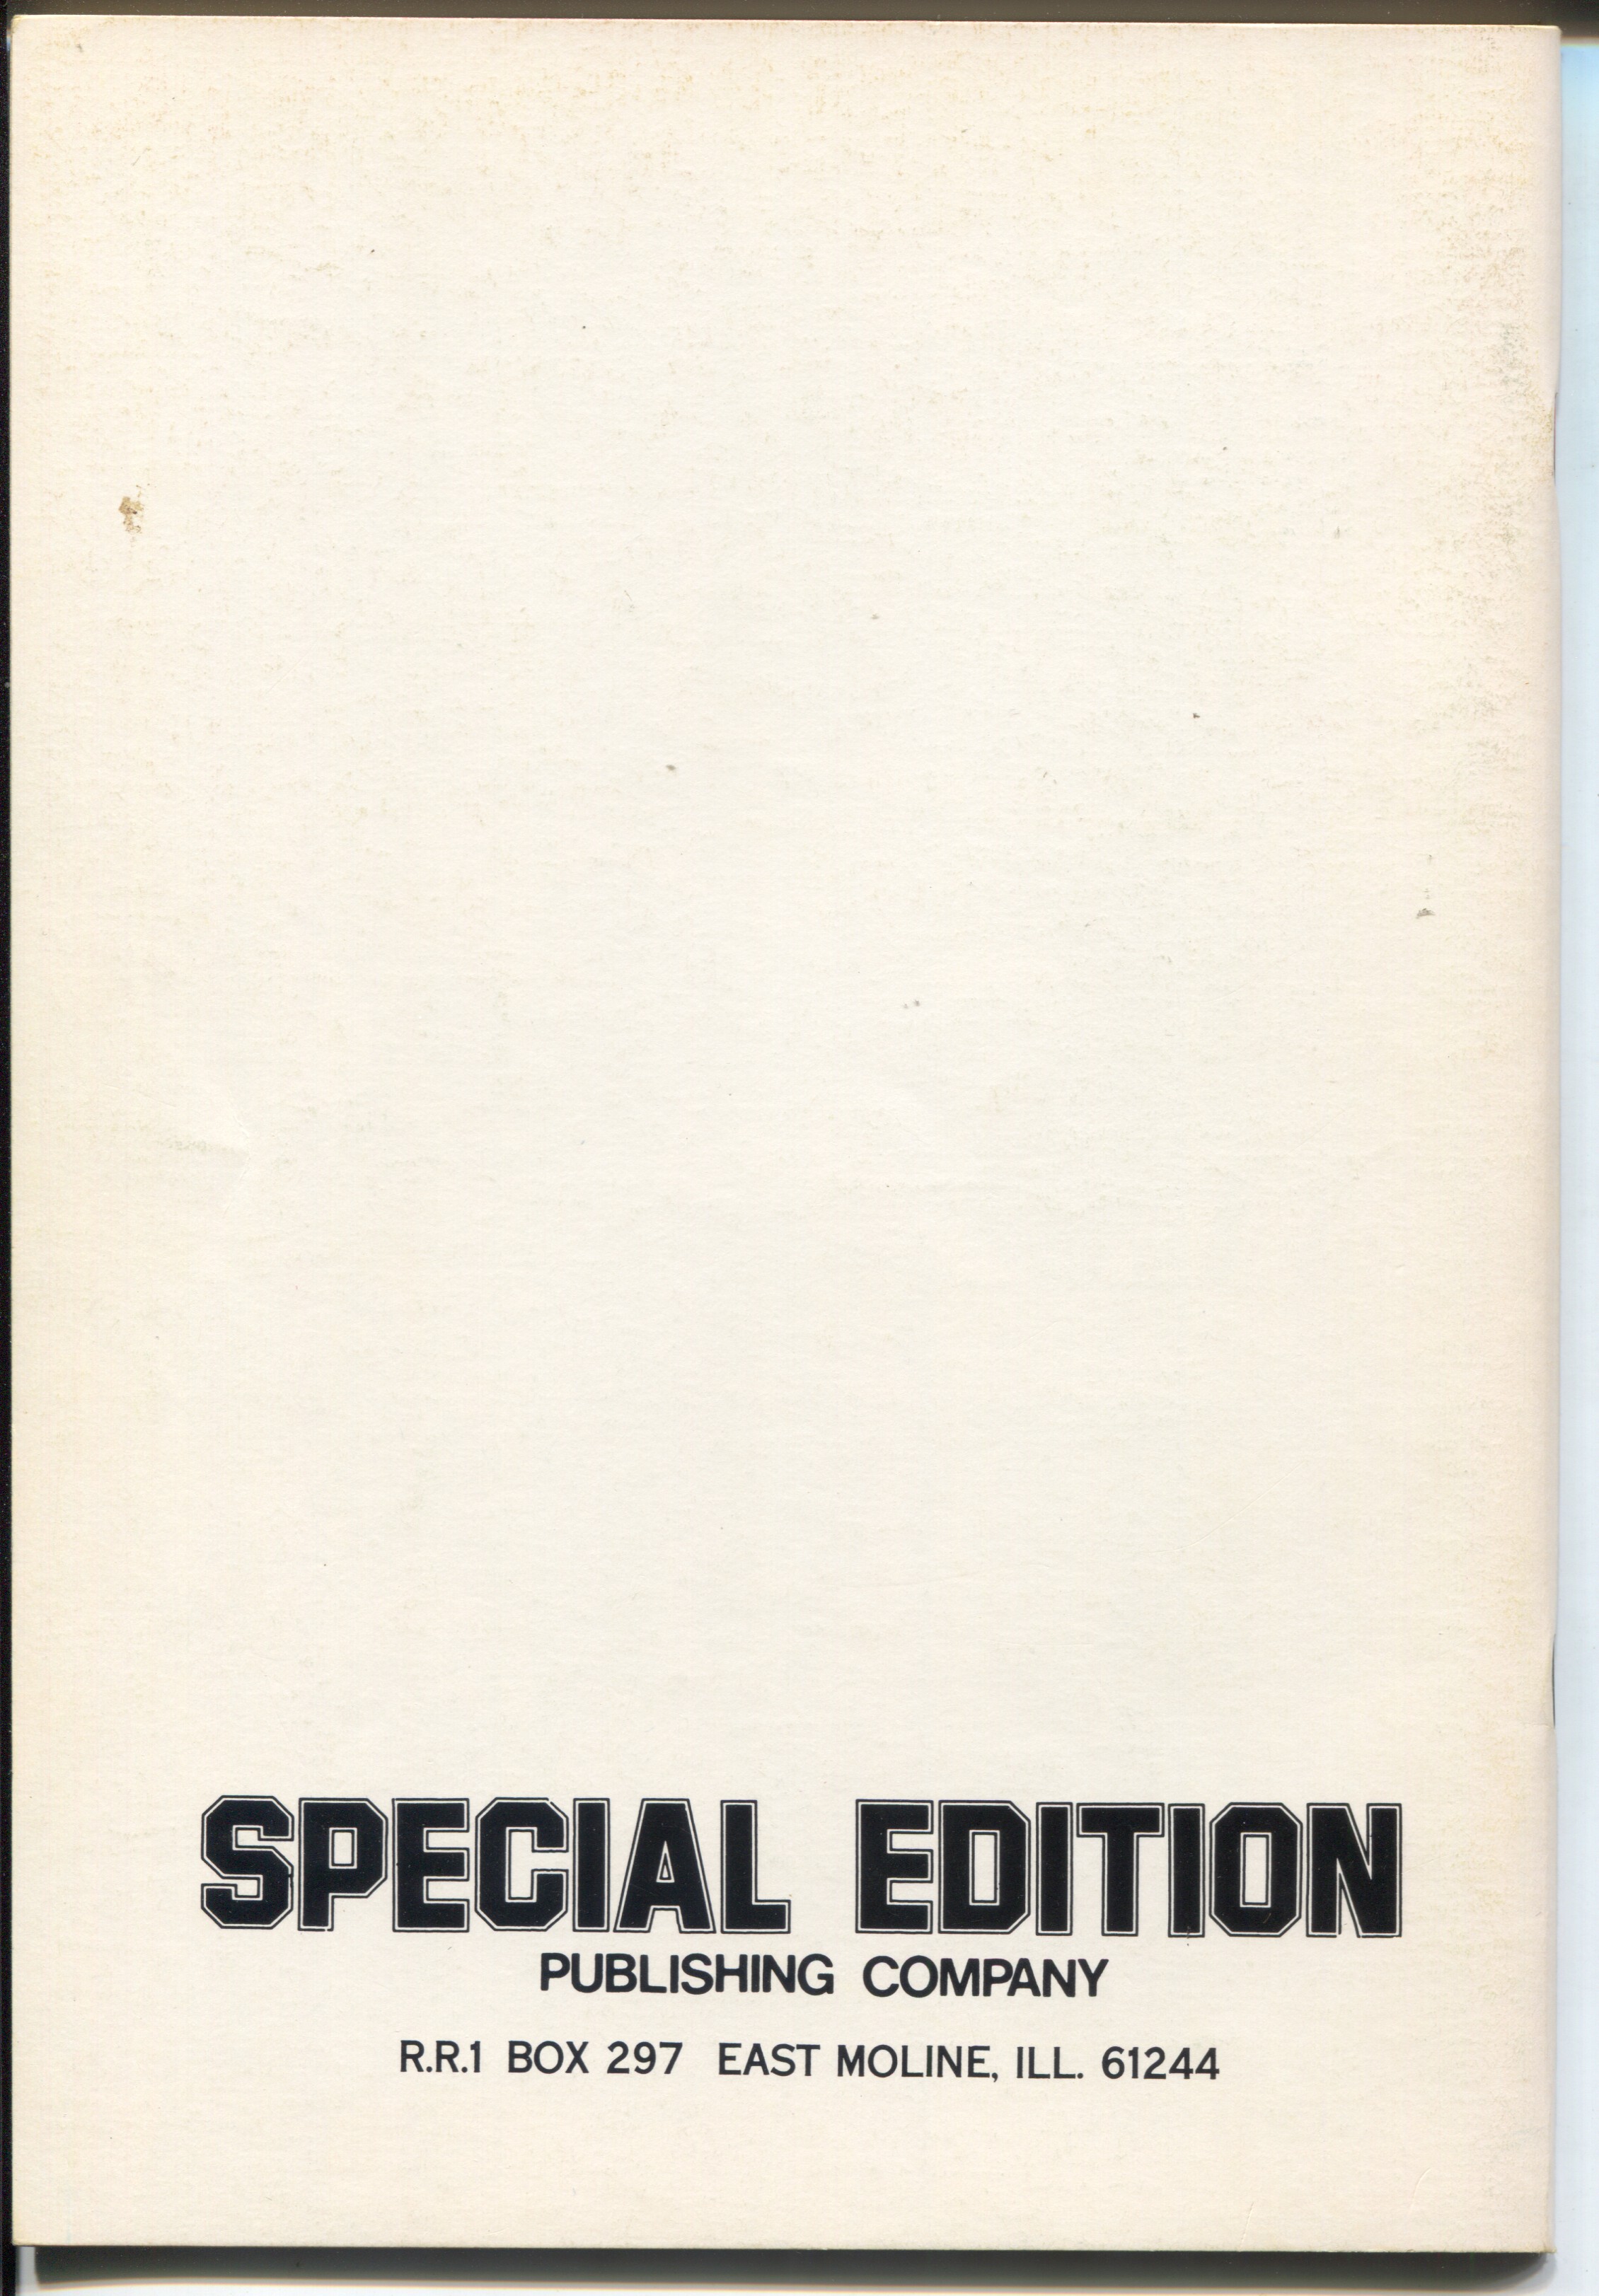 SPECIAL EDITION
PUBLISHING COMPANY
R.R.1 BOX 297 EAST MOLINE, ILL. 61244